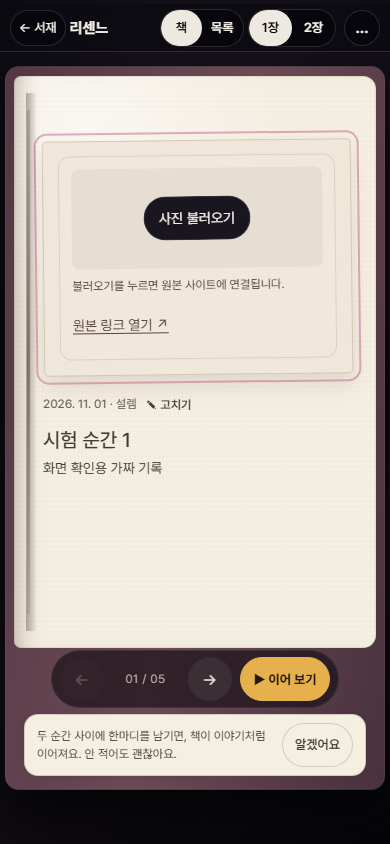 ← 서재 리센느 책 목록 1장 2장 ...
사진 불러오기
불러오기를 누르면 원본 사이트에 연결됩니다.
원본 링크 열기 ↗
2026. 11. 01 · 설렘 ✎ 고치기
시험 순간 1
화면 확인용 가짜 기록
← 01 / 05 → ▶ 이어 보기
두 순간 사이에 한마디를 남기면, 책이 이야기처럼
이어져요. 안 적어도 괜찮아요.
알겠어요